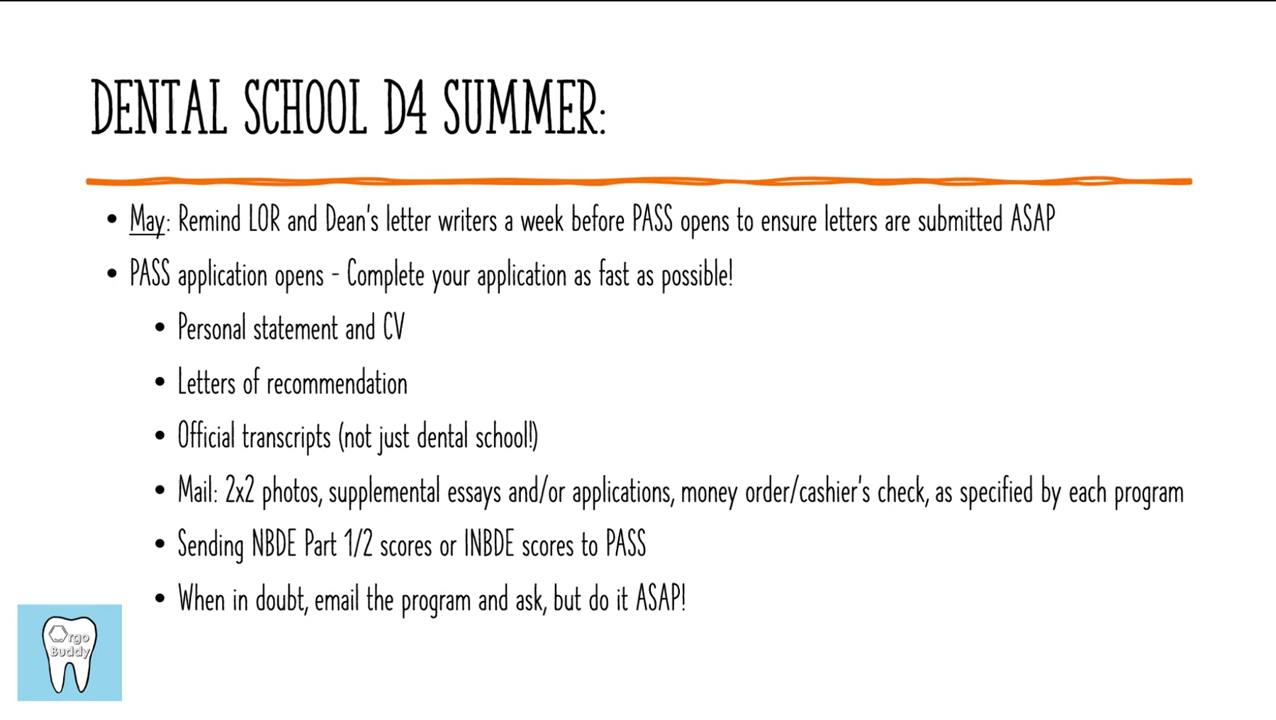 DENTAL SCHOOL D4 SUMMER:
• May: Remind LOR and Dean's letter writers a week before PASS opens to ensure letters are submitted ASAP
• PASS application opens - Complete your application as fast as possible!
• Personal statement and CV
• Letters of recommendation
• Official transcripts (not just dental school!)
• Mail: 2x2 photos, supplemental essays and/or applications, money order/cashier's check, as specified by each program
• Sending NBDE Part 1/2 scores or INBDE scores to PASS
• When in doubt, email the program and ask, but do it ASAP!
Orgo
Buddy